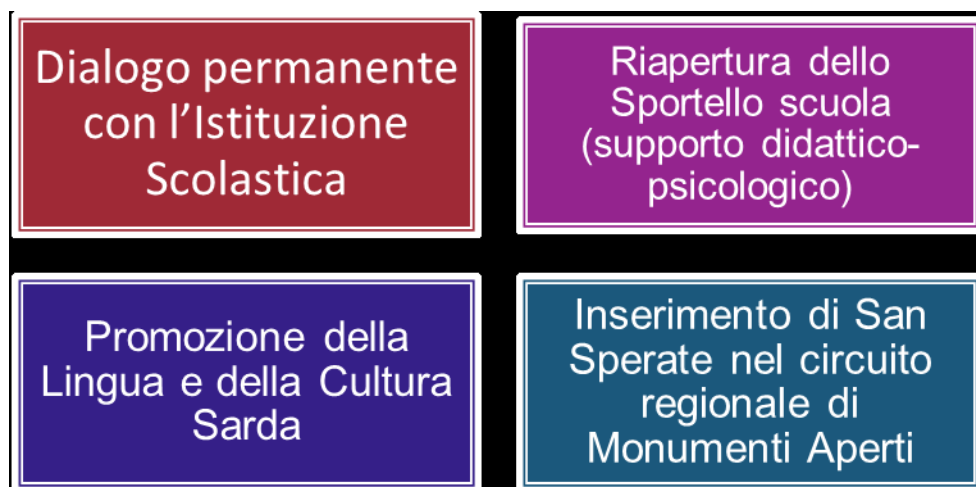 Dialogo permanente
con l’Istituzione
Scolastica
Riapertura dello
Sportello scuola
(supporto didattico-
psicologico)
Promozione della
Lingua e della Cultura
Sarda
Inserimento di San
Sperate nel circuito
regionale di
Monumenti Aperti